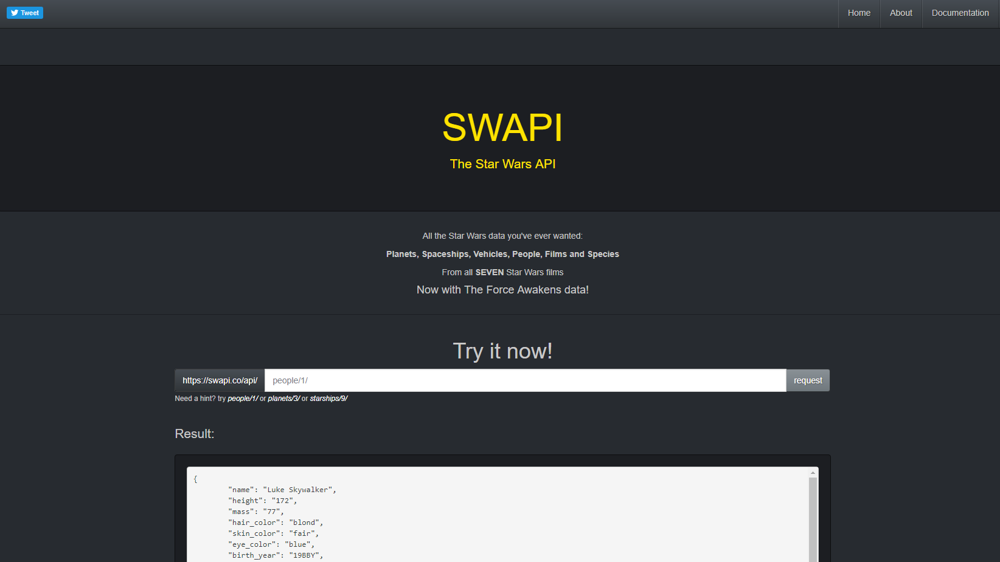 Tweet
Home About Documentation
SWAPI
The Star Wars API
All the Star Wars data you've ever wanted:
Planets, Spaceships, Vehicles, People, Films and Species
From all SEVEN Star Wars films
Now with The Force Awakens data!
Try it now!
https://swapi.co/api/ people/1/ request
Need a hint? try people/1/ or planets/3/ or starships/9/
Result:
{
"name": "Luke Skywalker",
"height": "172",
"mass": "77",
"hair_color": "blond",
"skin_color": "fair",
"eye_color": "blue",
"birth_year": "19BBY",